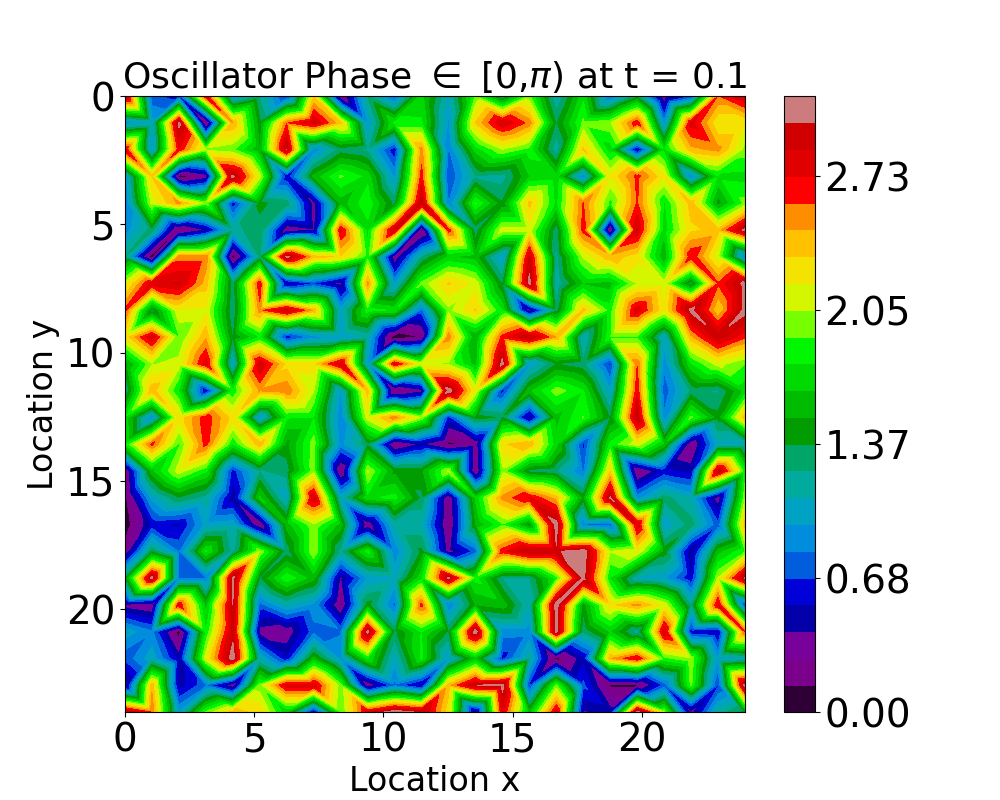 Oscillator Phase ∈ [0,π) at t = 0.1
0
5
10
15
20
Location y
0 5 10 15 20
Location x
2.73
2.05
1.37
0.68
0.00